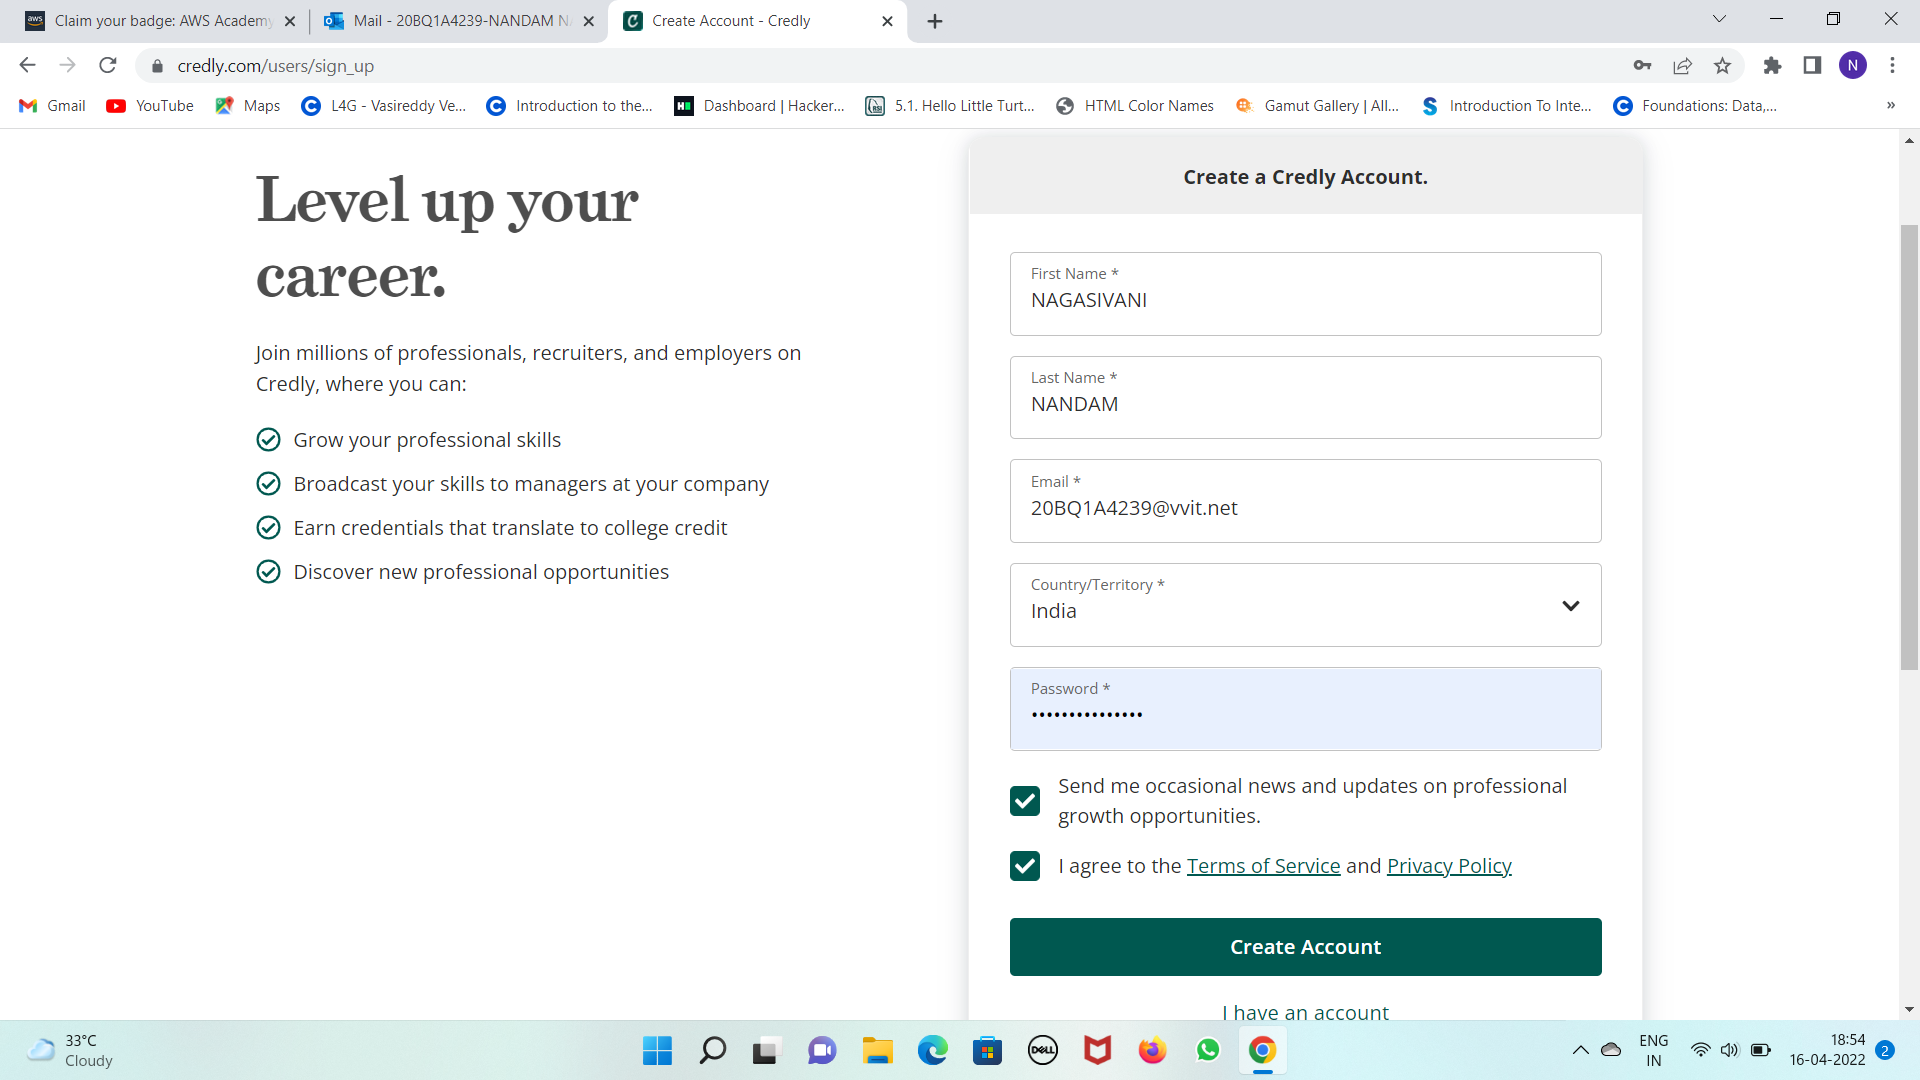 Claim your badge: AWS Academy
Mail - 20BQ1A4239-NANDAM N
Create Account - Credly
credly.com/users/sign_up
N
Gmail
YouTube
Maps
L4G - Vasireddy Ve...
Introduction to the...
Dashboard | Hacker...
5.1. Hello Little Turt...
HTML Color Names
Gamut Gallery | All...
Introduction To Inte...
Foundations: Data,...
»
Level up your
career.
Join millions of professionals, recruiters, and employers on
Credly, where you can:
Grow your professional skills
Broadcast your skills to managers at your company
Earn credentials that translate to college credit
Discover new professional opportunities
Create a Credly Account.
First Name *
NAGASIVANI
Last Name *
NANDAM
Email *
20BQ1A4239@vvit.net
Country/Territory *
India
Password *
•••••••••••••••
Send me occasional news and updates on professional
growth opportunities.
I agree to the Terms of Service and Privacy Policy
Create Account
I have an account
33°C
Cloudy
DELL
ENG
IN
18:54
16-04-2022
2